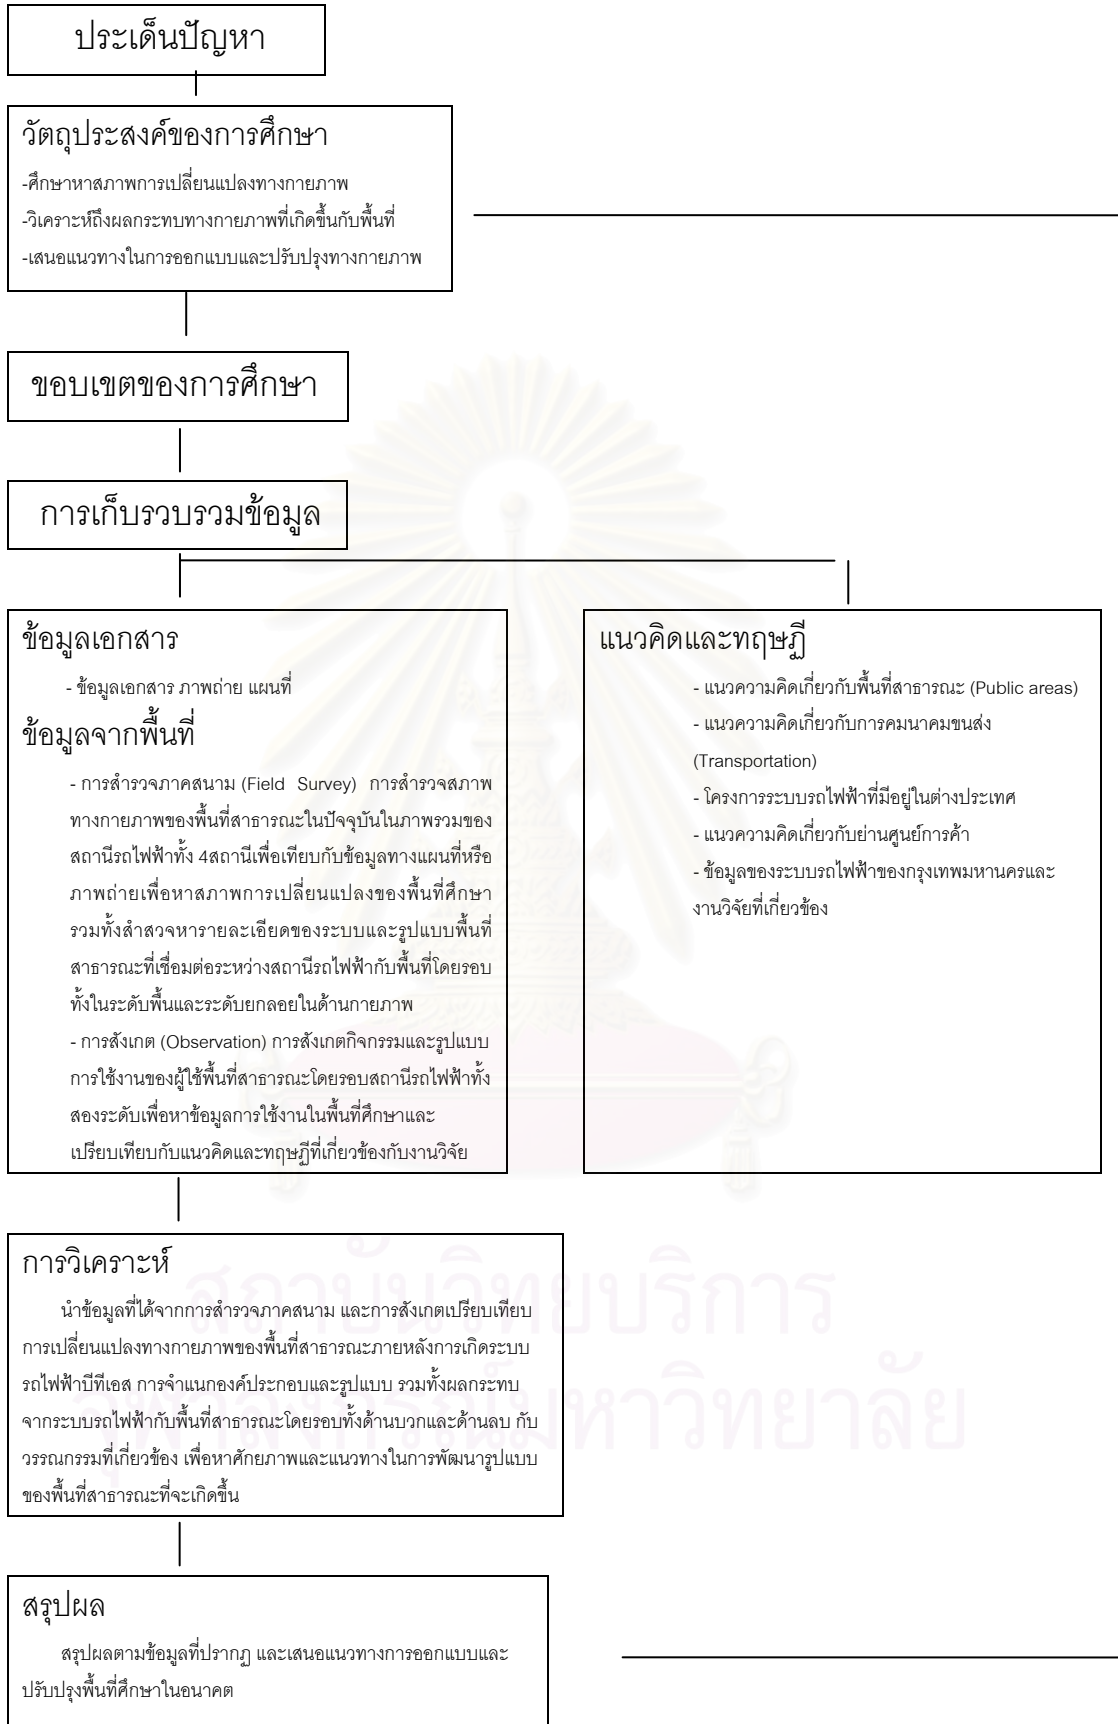 ประเด็นปัญหา
วัตถุประสงค์ของการศึกษา
-ศึกษาหาสภาพการเปลี่ยนแปลงทางกายภาพ
-วิเคราะห์ถึงผลกระทบทางกายภาพที่เกิดขึ้นกับพื้นที่
-เสนอแนวทางในการออกแบบและปรับปรุงทางกายภาพ
ขอบเขตของการศึกษา
การเก็บรวบรวมข้อมูล
ข้อมูลเอกสาร
- ข้อมูลเอกสาร ภาพถ่าย แผนที่
ข้อมูลจากพื้นที่
- การสำรวจภาคสนาม (Field Survey) การสำรวจสภาพ
ทางกายภาพของพื้นที่สาธารณะในปัจจุบันในภาพรวมของ
สถานีรถไฟฟ้าทั้ง 4สถานีเพื่อเทียบกับข้อมูลทางแผนที่หรือ
ภาพถ่ายเพื่อหาสภาพการเปลี่ยนแปลงของพื้นที่ศึกษา
รวมทั้งสำสวจหารายละเอียดของระบบและรูปแบบพื้นที่
สาธารณะที่เชื่อมต่อระหว่างสถานีรถไฟฟ้ากับพื้นที่โดยรอบ
ทั้งในระดับพื้นและระดับยกลอยในด้านกายภาพ
- การสังเกต (Observation) การสังเกตกิจกรรมและรูปแบบ
การใช้งานของผู้ใช้พื้นที่สาธารณะโดยรอบสถานีรถไฟฟ้าทั้ง
สองระดับเพื่อหาข้อมูลการใช้งานในพื้นที่ศึกษาและ
เปรียบเทียบกับแนวคิดและทฤษฎีที่เกี่ยวข้องกับงานวิจัย
แนวคิดและทฤษฏี
- แนวความคิดเกี่ยวกับพื้นที่สาธารณะ (Public areas)
- แนวความคิดเกี่ยวกับการคมนาคมขนส่ง
(Transportation)
- โครงการระบบรถไฟฟ้าที่มีอยู่ในต่างประเทศ
- แนวความคิดเกี่ยวกับย่านศูนย์การค้า
- ข้อมูลของระบบรถไฟฟ้าของกรุงเทพมหานครและ
งานวิจัยที่เกี่ยวข้อง
การวิเคราะห์
นำข้อมูลที่ได้จากการสำรวจภาคสนาม และการสังเกตเปรียบเทียบ
การเปลี่ยนแปลงทางกายภาพของพื้นที่สาธารณะภายหลังการเกิดระบบ
รถไฟฟ้าบีทีเอส การจำแนกองค์ประกอบและรูปแบบ รวมทั้งผลกระทบ
จากระบบรถไฟฟ้ากับพื้นที่สาธารณะโดยรอบทั้งด้านบวกและด้านลบ กับ
วรรณกรรมที่เกี่ยวข้อง เพื่อหาศักยภาพและแนวทางในการพัฒนารูปแบบ
ของพื้นที่สาธารณะที่จะเกิดขึ้น
สถาบันวิทยบริการ
จุฬาลงกรณ์มหาวิทยาลัย
สรุปผล
สรุปผลตามข้อมูลที่ปรากฏ และเสนอแนวทางการออกแบบและ
ปรับปรุงพื้นที่ศึกษาในอนาคต